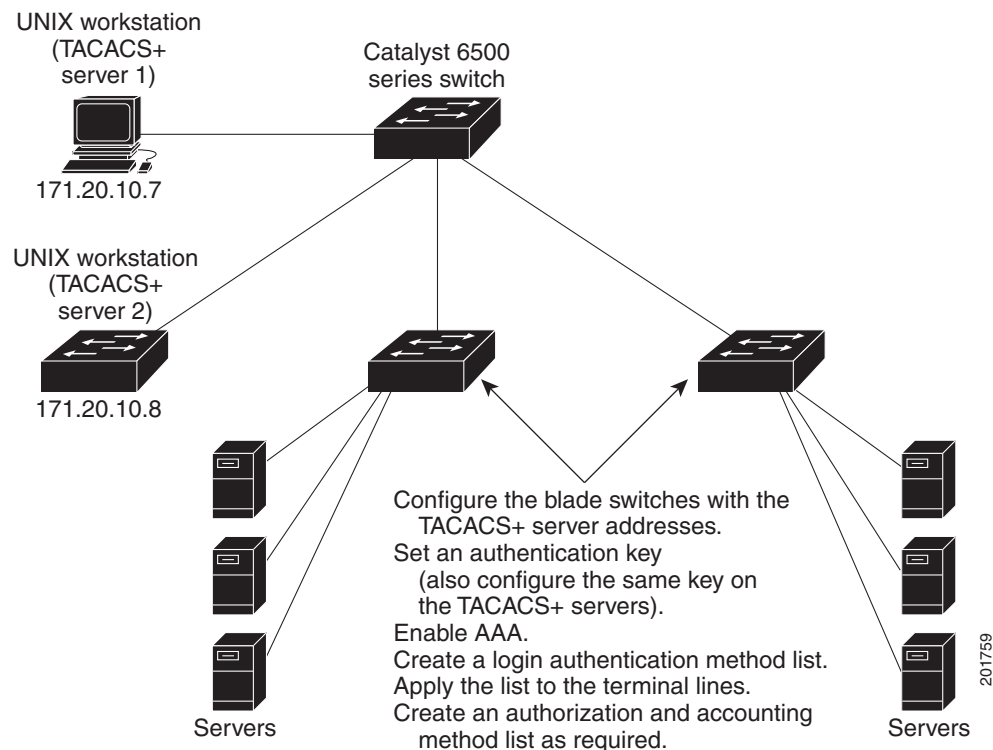 UNIX workstation
(TACACS+
server 1)
Catalyst 6500
series switch
171.20.10.7
UNIX workstation
(TACACS+
server 2)
171.20.10.8
Configure the blade switches with the
TACACS+ server addresses.
Set an authentication key
(also configure the same key on
the TACACS+ servers).
Enable AAA.
Create a login authentication method list.
Apply the list to the terminal lines.
Create an authorization and accounting
method list as required.
Servers
Servers
201759